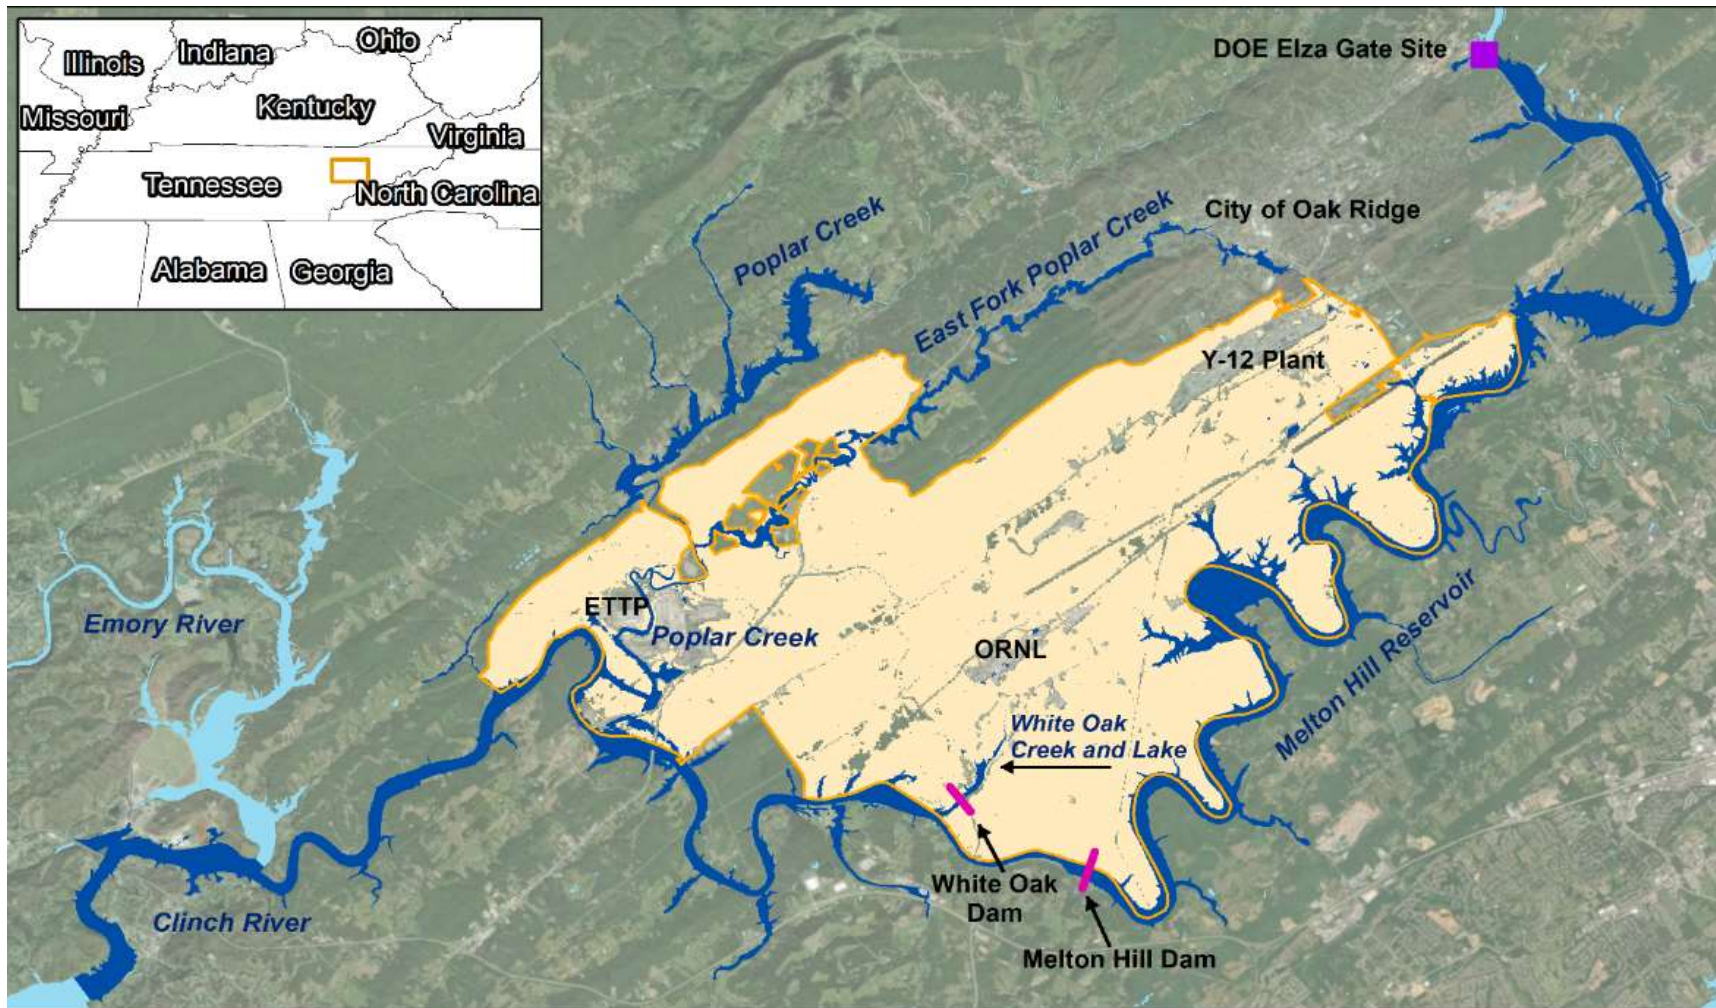 Illinois
Indiana
Ohio
Missouri
Kentucky
Virginia
Tennessee
North Carolina
Alabama
Georgia
DOE Elza Gate Site
City of Oak Ridge
Poplar Creek
East Fork Poplar Creek
Y-12 Plant
Emory River
ETTP
Poplar Creek
ORNL
Melton Hill Reservoir
White Oak
Creek and Lake
White Oak
Dam
Clinch River
Melton Hill Dam